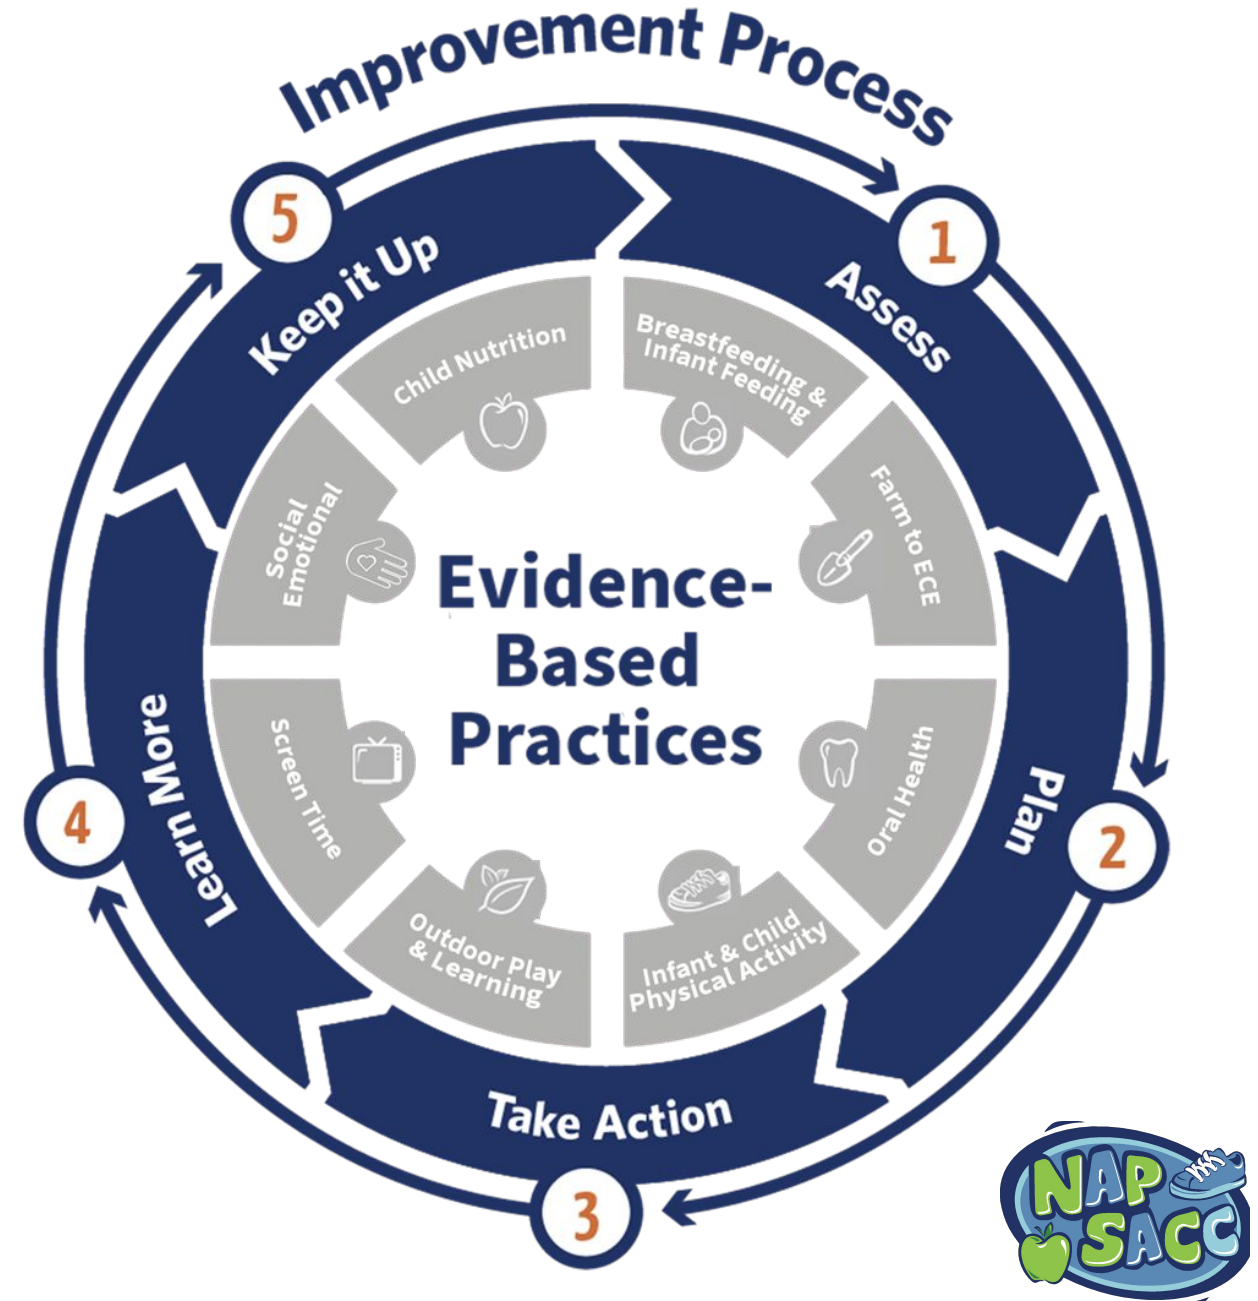 Improvement Process
1
Assess
2
Plan
3
Take Action
4
Learn More
5
Keep it Up
Breastfeeding &
Infant Feeding
Farm to ECE
Oral Health
Infant & Child
Physical Activity
Outdoor Play
& Learning
Screen Time
Social
Emotional
Child Nutrition
Evidence-
Based
Practices
NAP
SACC